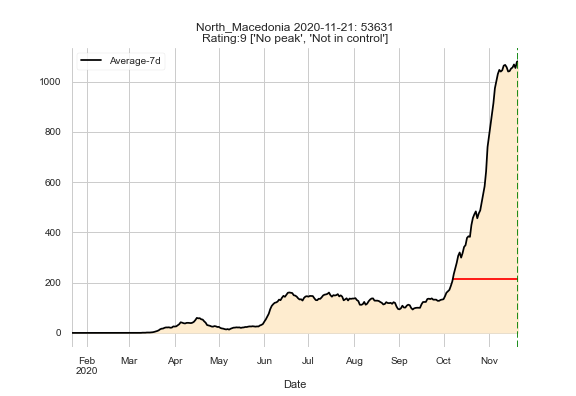 North_Macedonia 2020-11-21: 53631
Rating:9 ['No peak', 'Not in control']
Average-7d
1000
800
600
400
200
0
Feb Mar Apr May Jun Jul Aug Sep Oct Nov
2020
Date